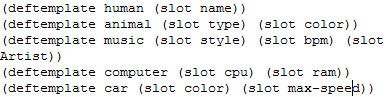 (deftemplate human (slot name))
(deftemplate animal (slot type) (slot color))
(deftemplate music (slot style) (slot bpm) (slot
Artist))
(deftemplate computer (slot cpu) (slot ram))
(deftemplate car (slot color) (slot max-speed))